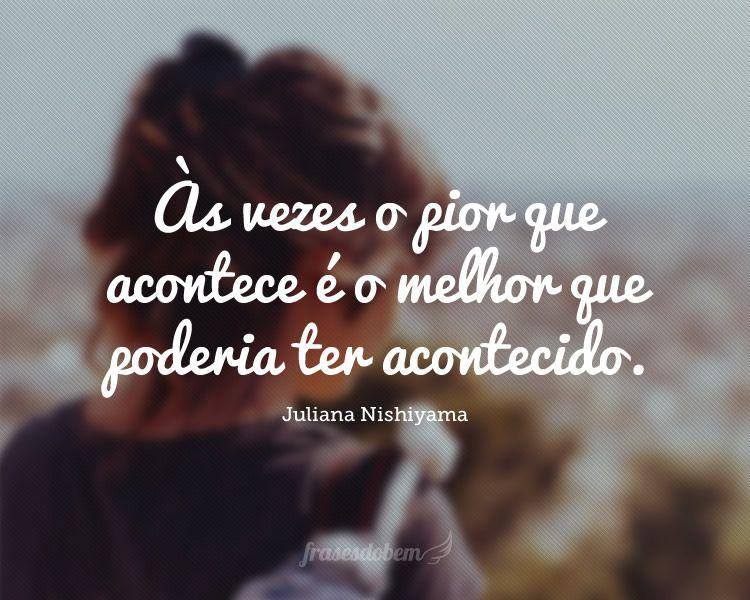 Às vezes o pior que
acontece é o melhor que
poderia ter acontecido.
Juliana Nishiyama
frasesdobem